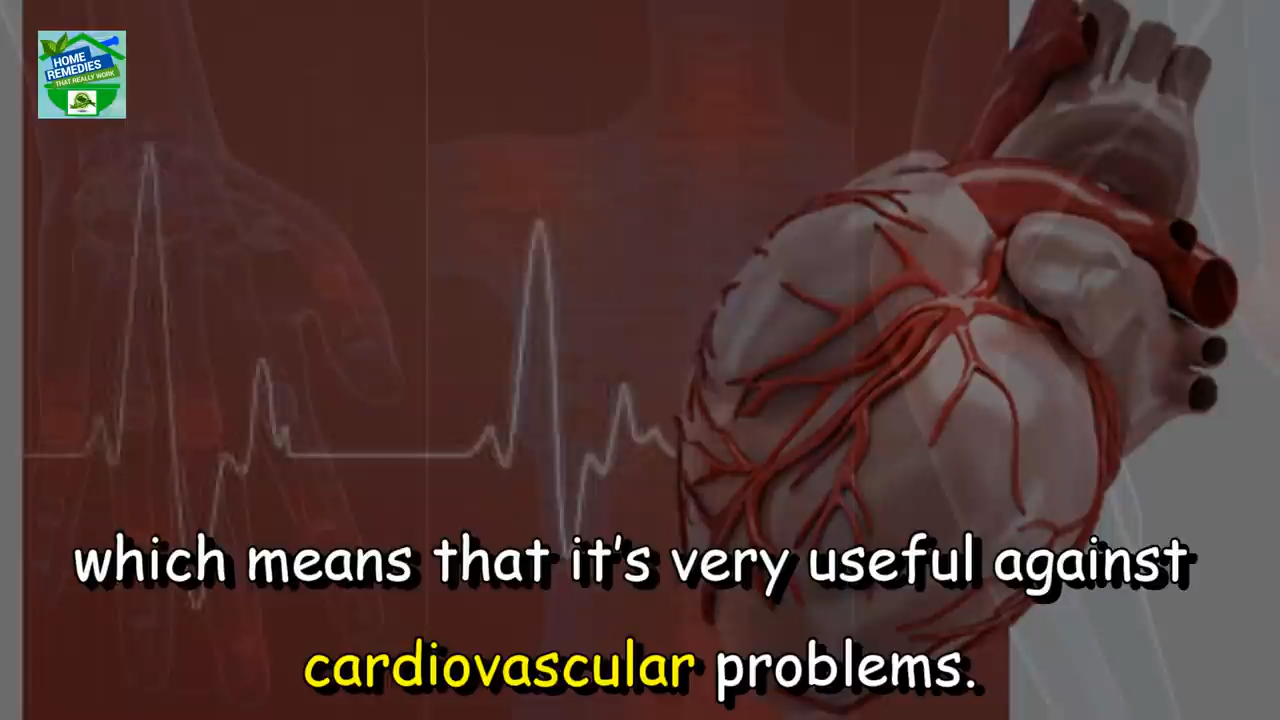 HOME
REMEDIES
THAT REALLY WORK
which means that it's very useful against
cardiovascular problems.